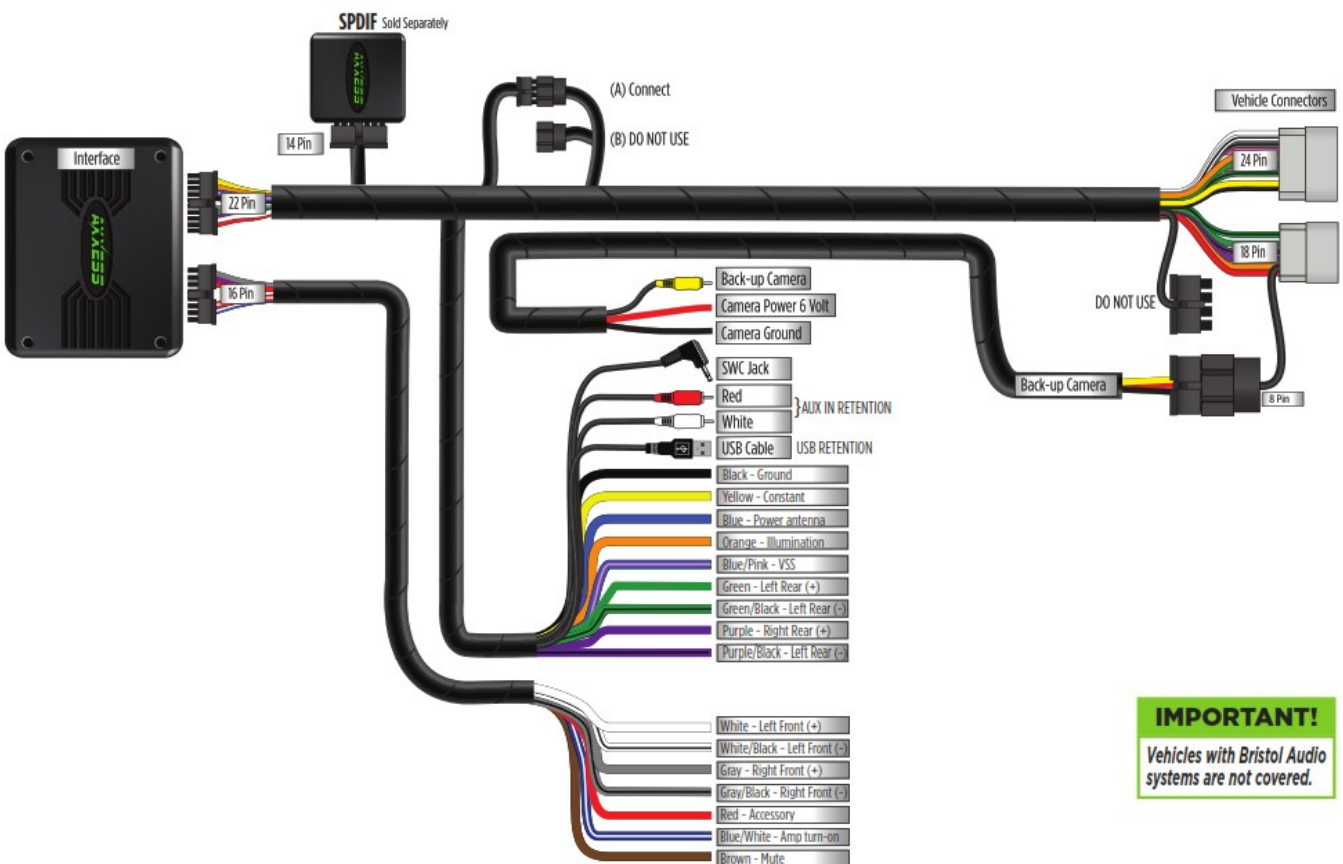 SPDIF Sold Separately
AXXESS
14 Pin
(A) Connect
(B) DO NOT USE
Vehicle Connectors
Interface
AXXESS
22 Pin
16 Pin
24 Pin
18 Pin
DO NOT USE
Back-up Camera
8 Pin
Back-up Camera
Camera Power 6 Volt
Camera Ground
SWC Jack
Red
White
}AUX IN RETENTION
USB Cable USB RETENTION
Black - Ground
Yellow - Constant
Blue - Power antenna
Orange - Illumination
Blue/Pink - VSS
Green - Left Rear (+)
Green/Black - Left Rear (-)
Purple - Right Rear (+)
Purple/Black - Left Rear (-)
White - Left Front (+)
White/Black - Left Front (-)
Gray - Right Front (+)
Gray/Black - Right Front (-)
Red - Accessory
Blue/White - Amp turn-on
Brown - Mute
IMPORTANT!
Vehicles with Bristol Audio
systems are not covered.